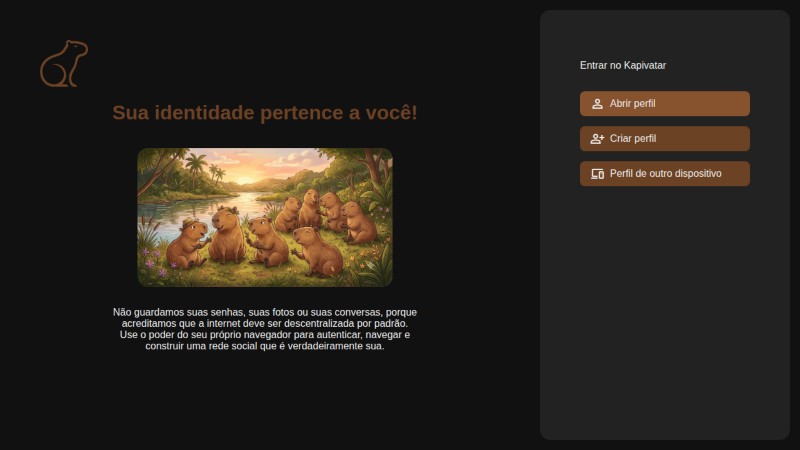 Sua identidade pertence a você!
Não guardamos suas senhas, suas fotos ou suas conversas, porque
acreditamos que a internet deve ser descentralizada por padrão.
Use o poder do seu próprio navegador para autenticar, navegar e
construir uma rede social que é verdadeiramente sua.
Entrar no Kapivatar
Abrir perfil
Criar perfil
Perfil de outro dispositivo